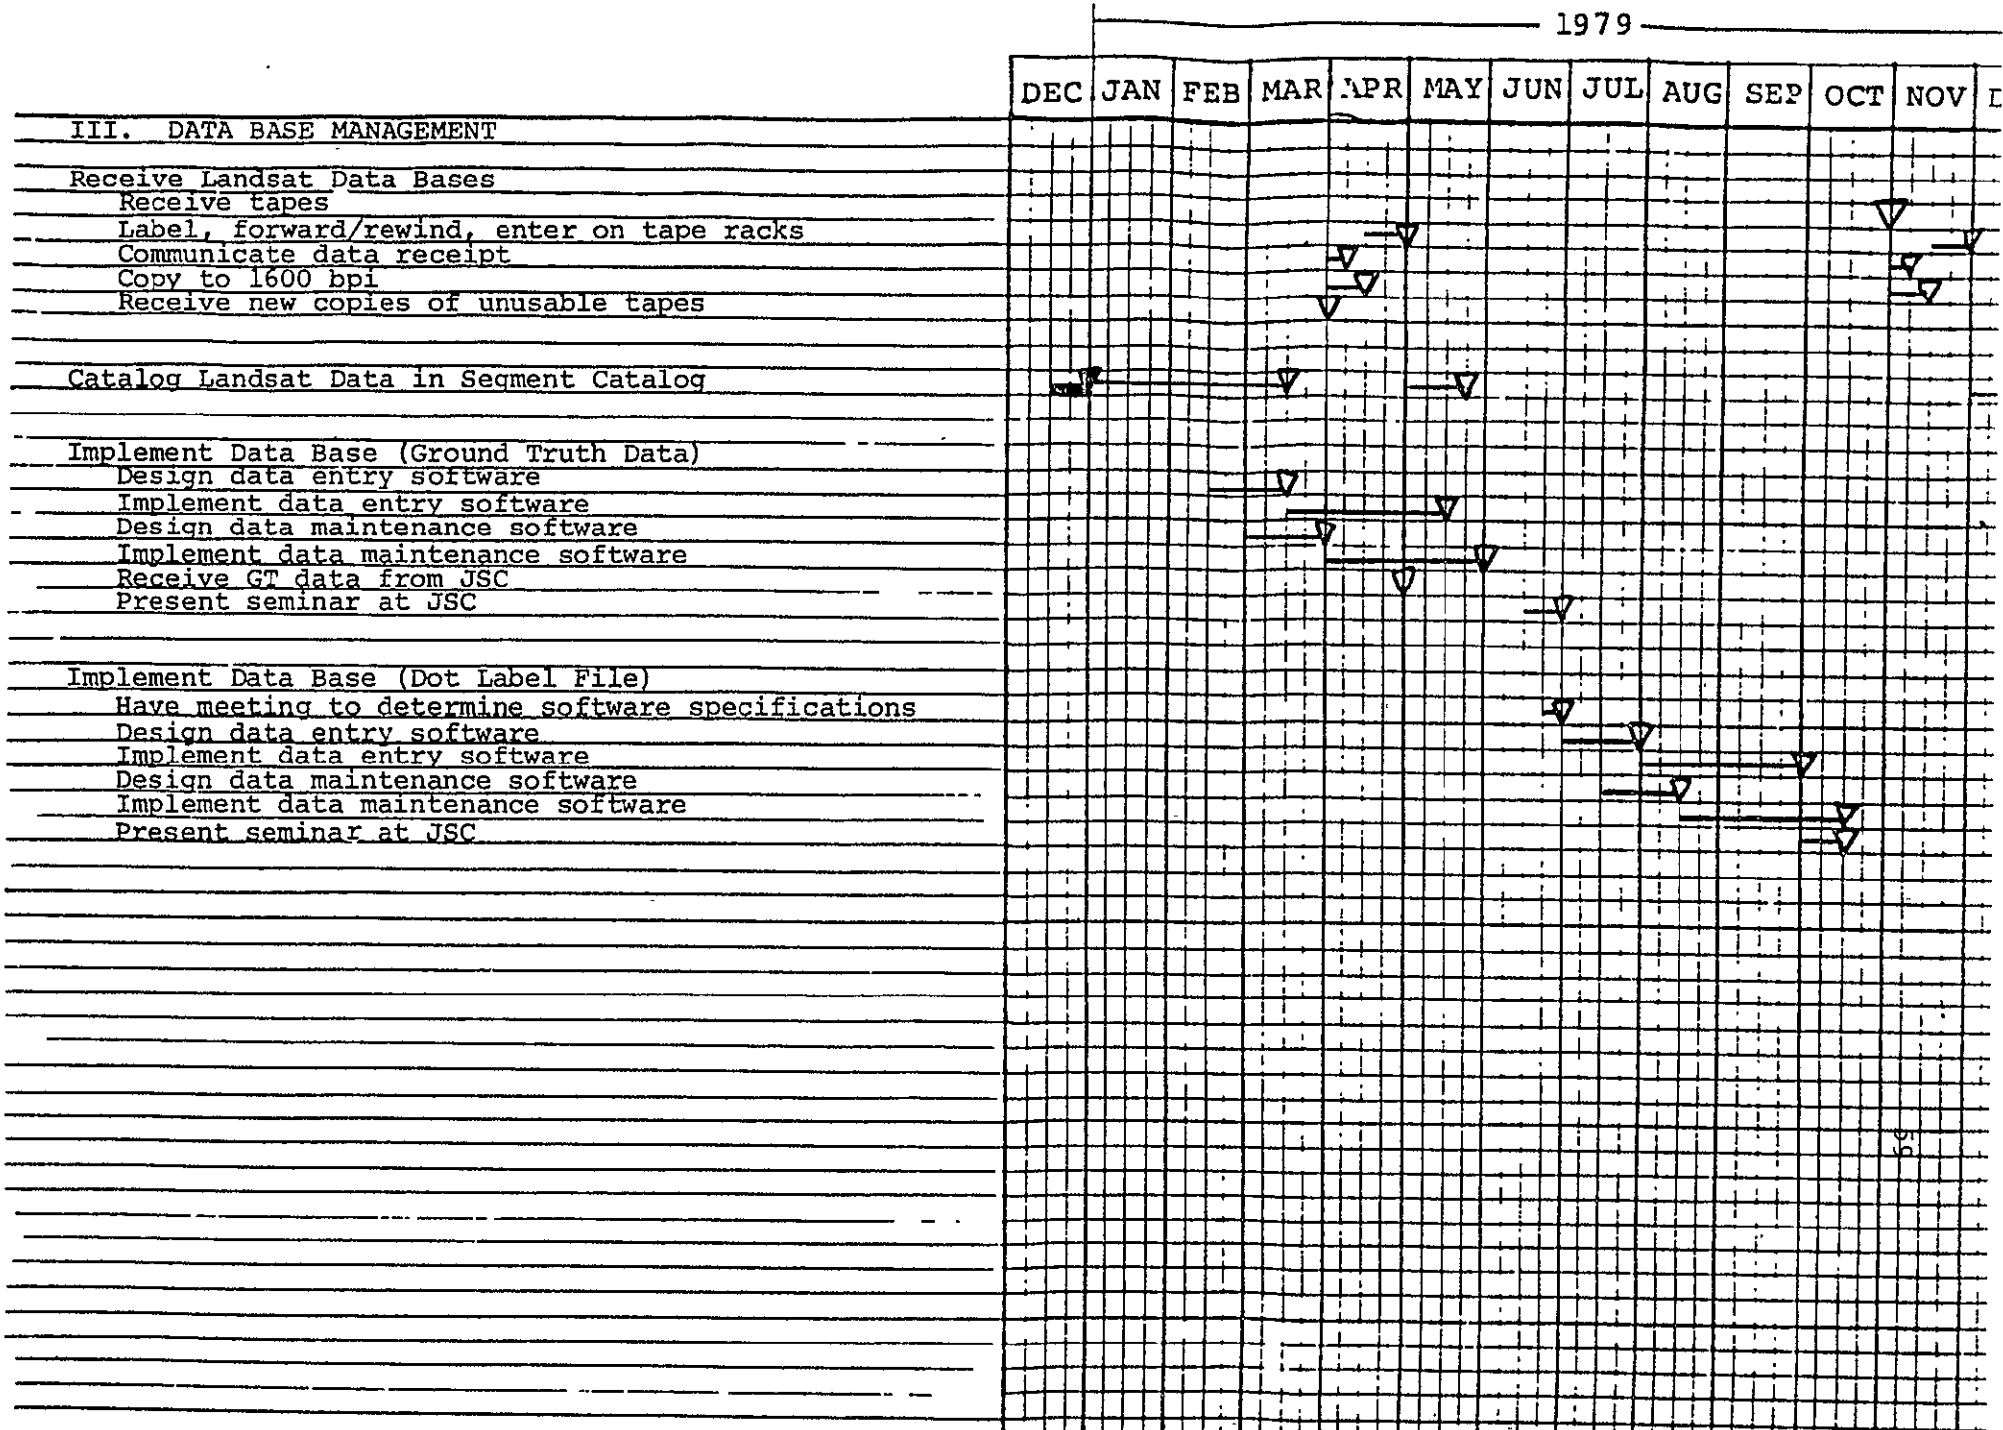 1979
DEC JAN FEB MAR APR MAY JUN JUL AUG SEP OCT NOV D
III. DATA BASE MANAGEMENT
Receive Landsat Data Bases
Receive tapes
Label, forward/rewind, enter on tape racks
Communicate data receipt
Copy to 1600 bpi
Receive new copies of unusable tapes
Catalog Landsat Data in Segment Catalog
Implement Data Base (Ground Truth Data)
Design data entry software
Implement data entry software
Design data maintenance software
Implement data maintenance software
Receive GT data from JSC
Present seminar at JSC
Implement Data Base (Dot Label File)
Have meeting to determine software specifications
Design data entry software
Implement data entry software
Design data maintenance software
Implement data maintenance software
Present seminar at JSC